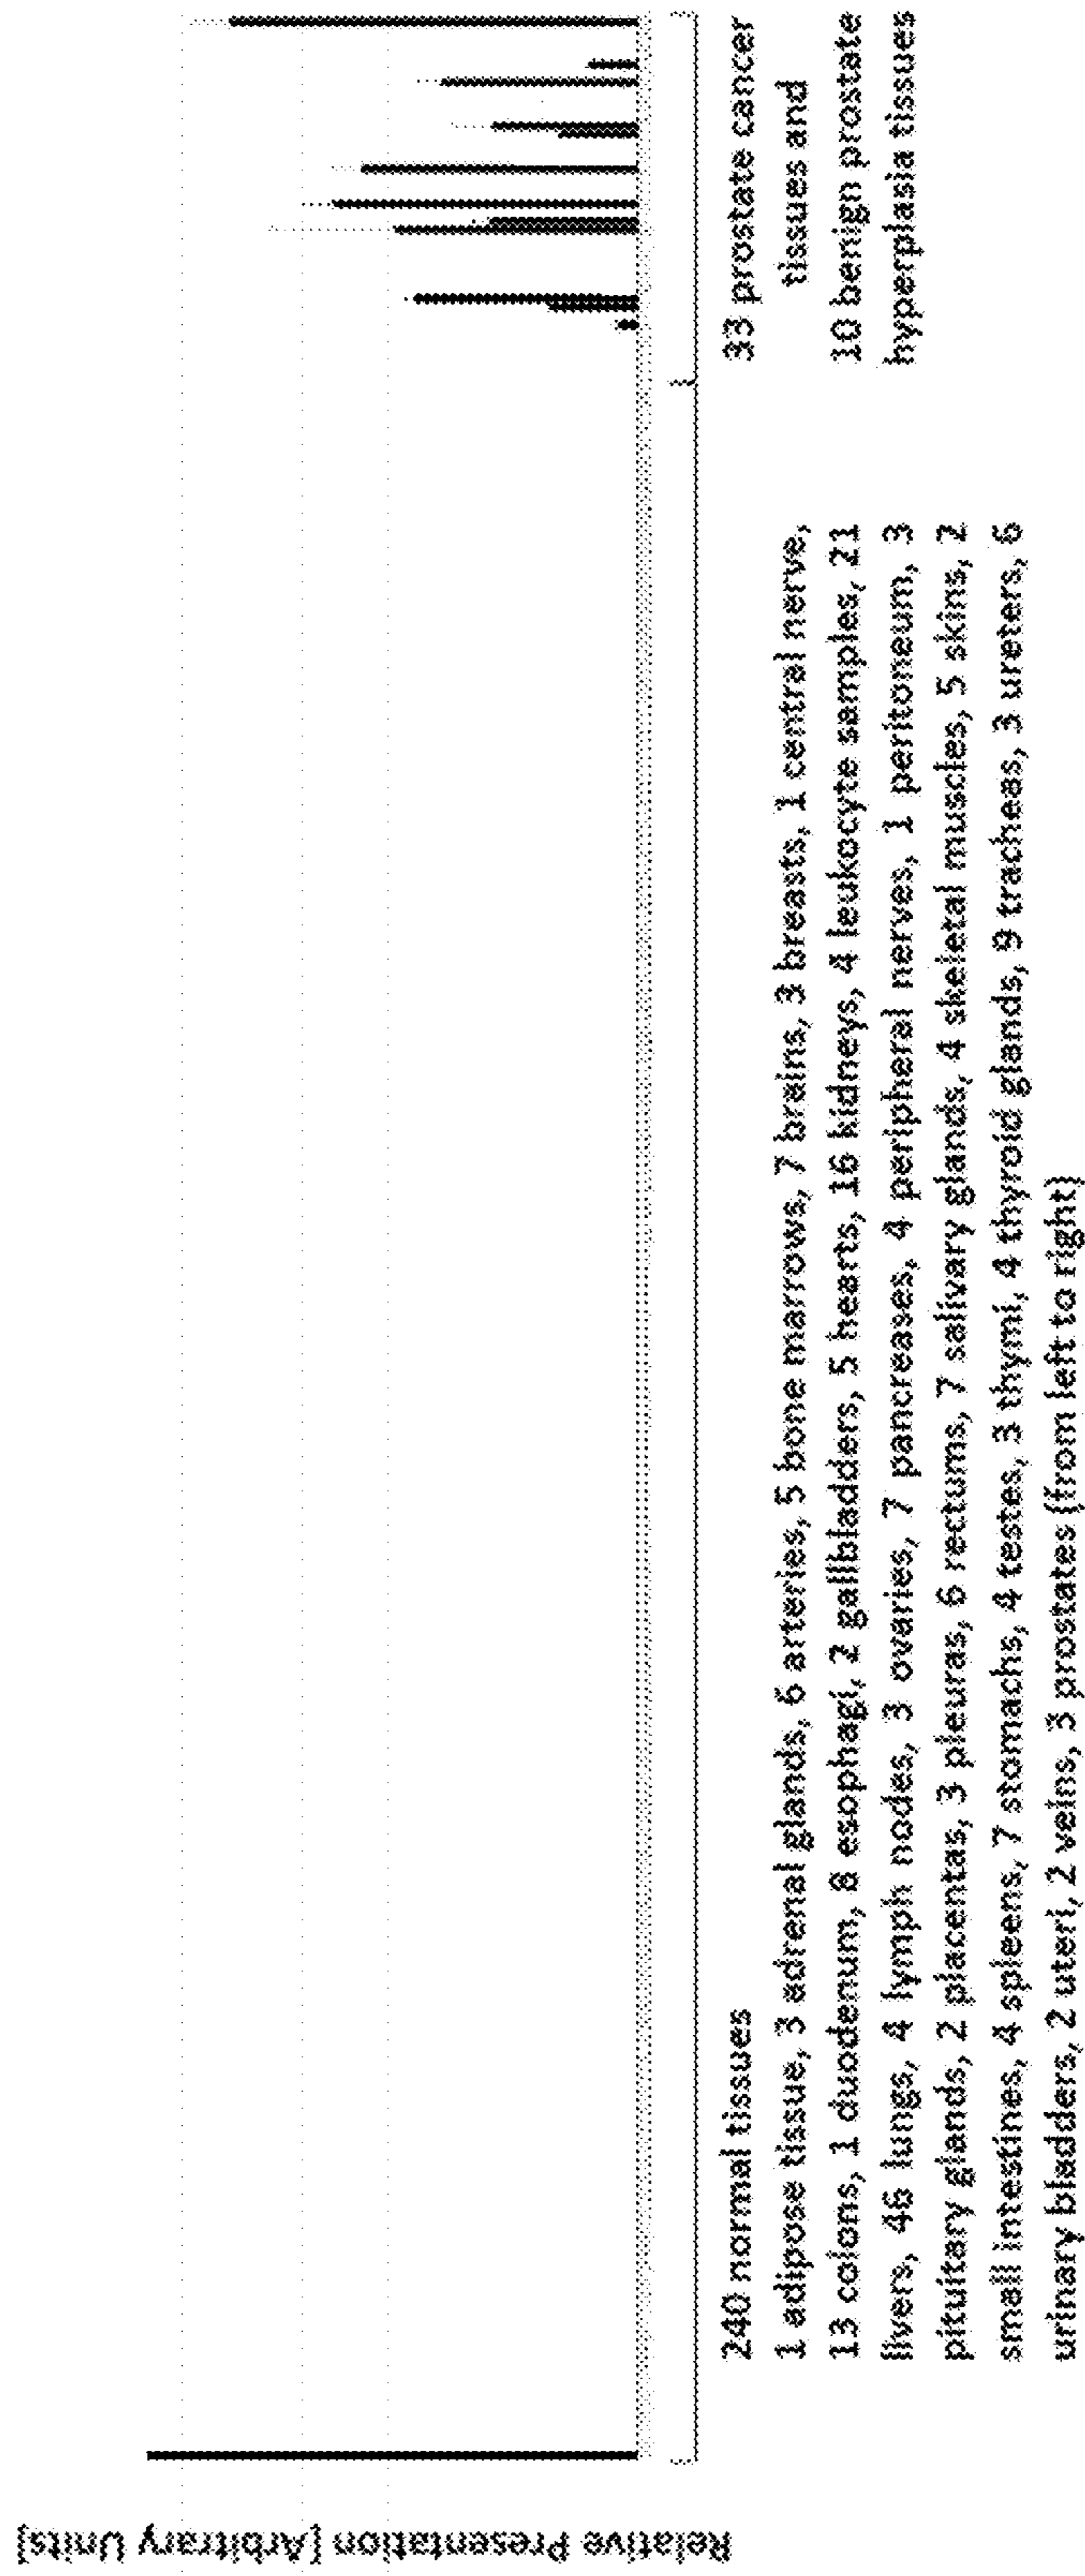 Relative Presentation [Arbitrary Units]
240 normal tissues
1 adipose tissue, 3 adrenal glands, 6 arteries, 5 bone marrows, 7 brains, 3 breasts, 1 central nerve,
13 colons, 1 duodenum, 8 esophagi, 2 gallbladders, 5 hearts, 16 kidneys, 4 leukocyte samples, 21
livers, 46 lungs, 4 lymph nodes, 3 ovaries, 7 pancreases, 4 peripheral nerves, 1 peritoneum, 3
pituitary glands, 2 placentas, 3 pleuras, 6 rectums, 7 salivary glands, 4 skeletal muscles, 5 skins, 2
small intestines, 4 spleens, 7 stomachs, 4 testes, 3 thymi, 4 thyroid glands, 9 tracheas, 3 ureters, 6
urinary bladders, 2 uteri, 2 veins, 3 prostates (from left to right)
33 prostate cancer
tissues and
10 benign prostate
hyperplasia tissues